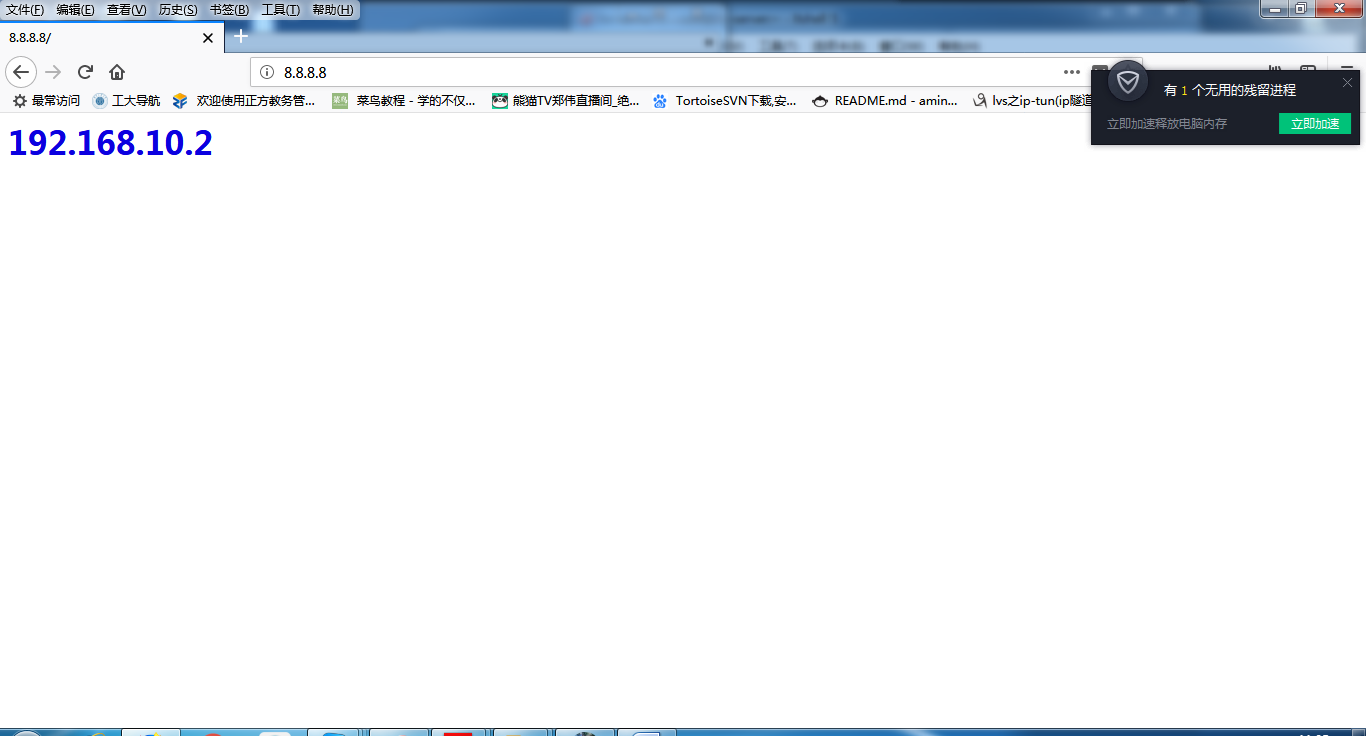 文件(F) 编辑(E) 查看(V) 历史(S) 书签(B) 工具(T) 帮助(H)
8.8.8.8/
8.8.8.8
最常访问 工大导航 欢迎使用正方教务管... 菜鸟 菜鸟教程 - 学的不仅... 熊猫TV郑伟直播间_绝... TortoiseSVN下载,安... README.md - amin... lvs之ip-tun(ip隧道
有 1 个无用的残留进程
立即加速释放电脑内存 立即加速
192.168.10.2